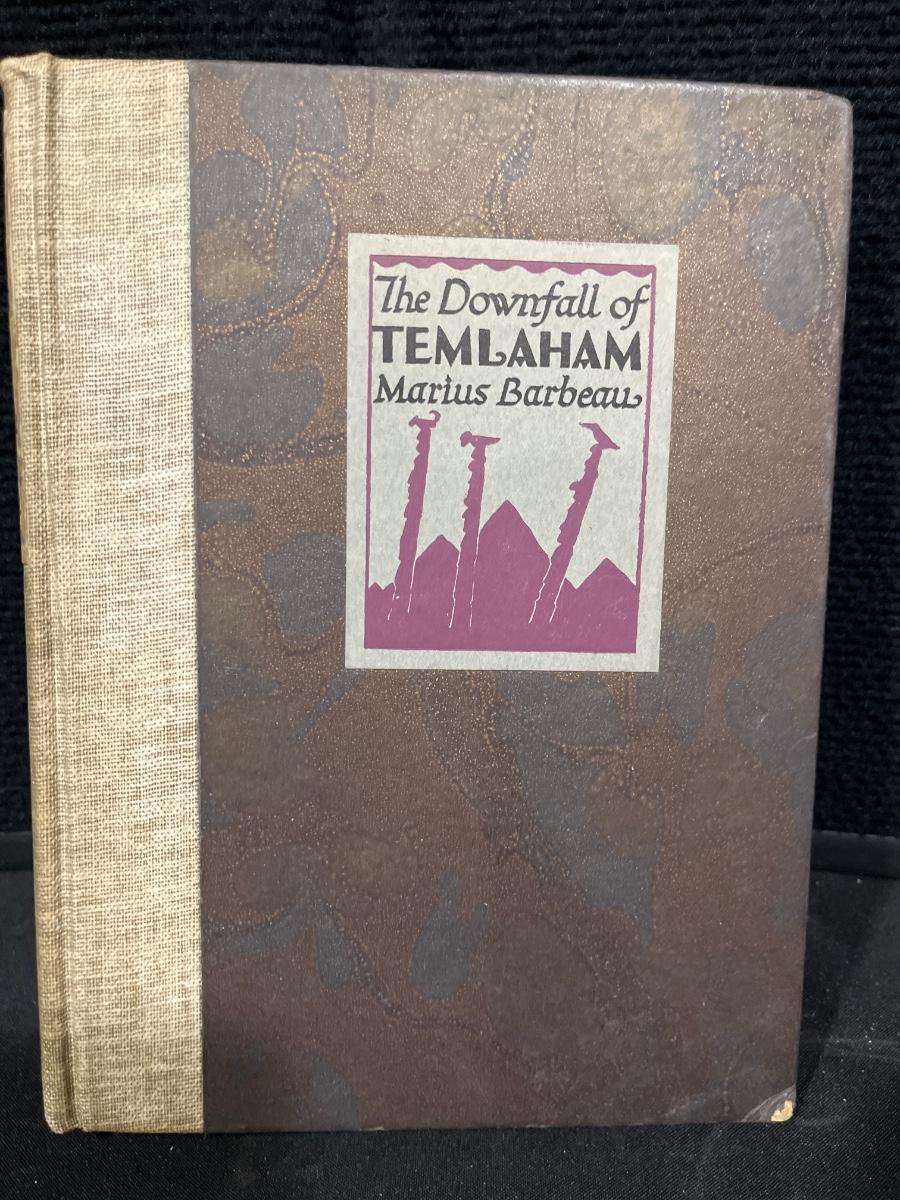 The Downfall of
TEMLAHAM
Marius Barbeau